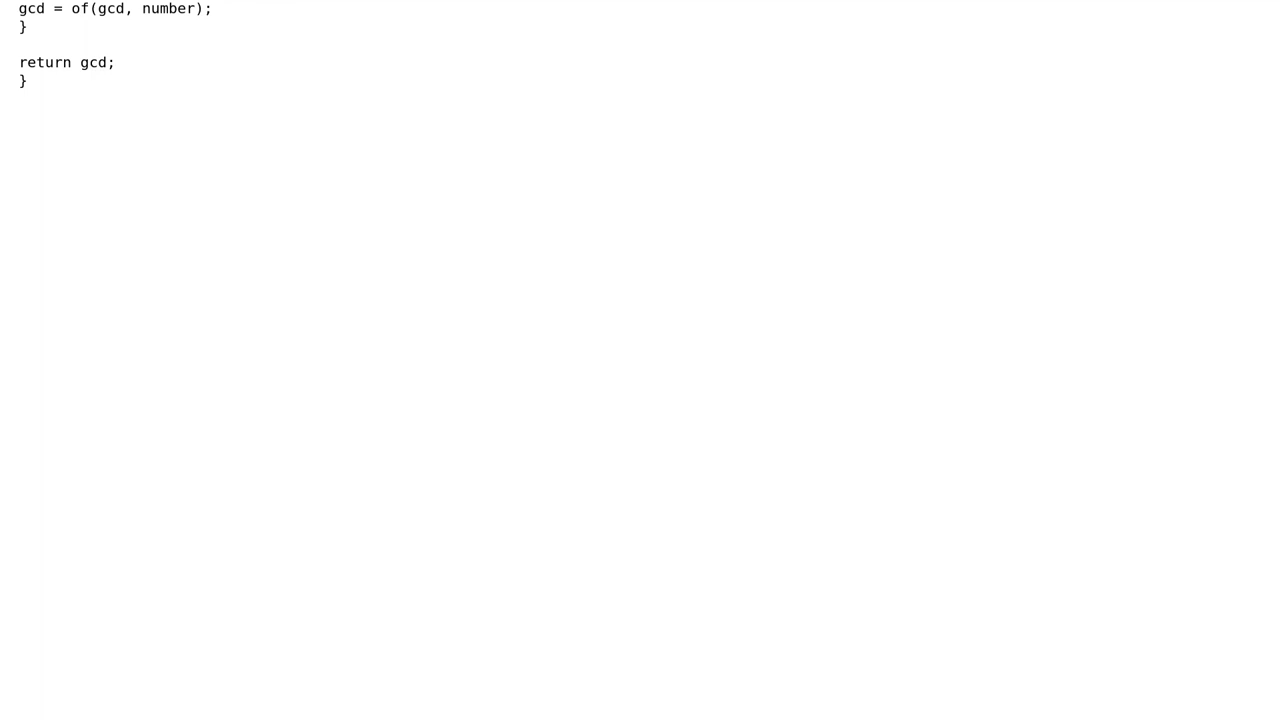 gcd = of(gcd, number);
}

return gcd;
}